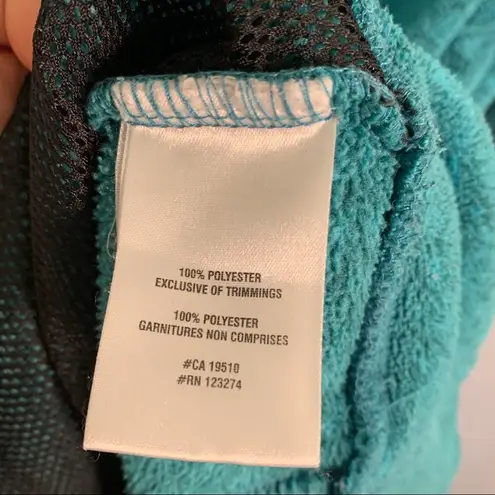 100% POLYESTER
EXCLUSIVE OF TRIMMINGS
100% POLYESTER
GARNITURES NON COMPRISES
#CA 19510
#RN 123274